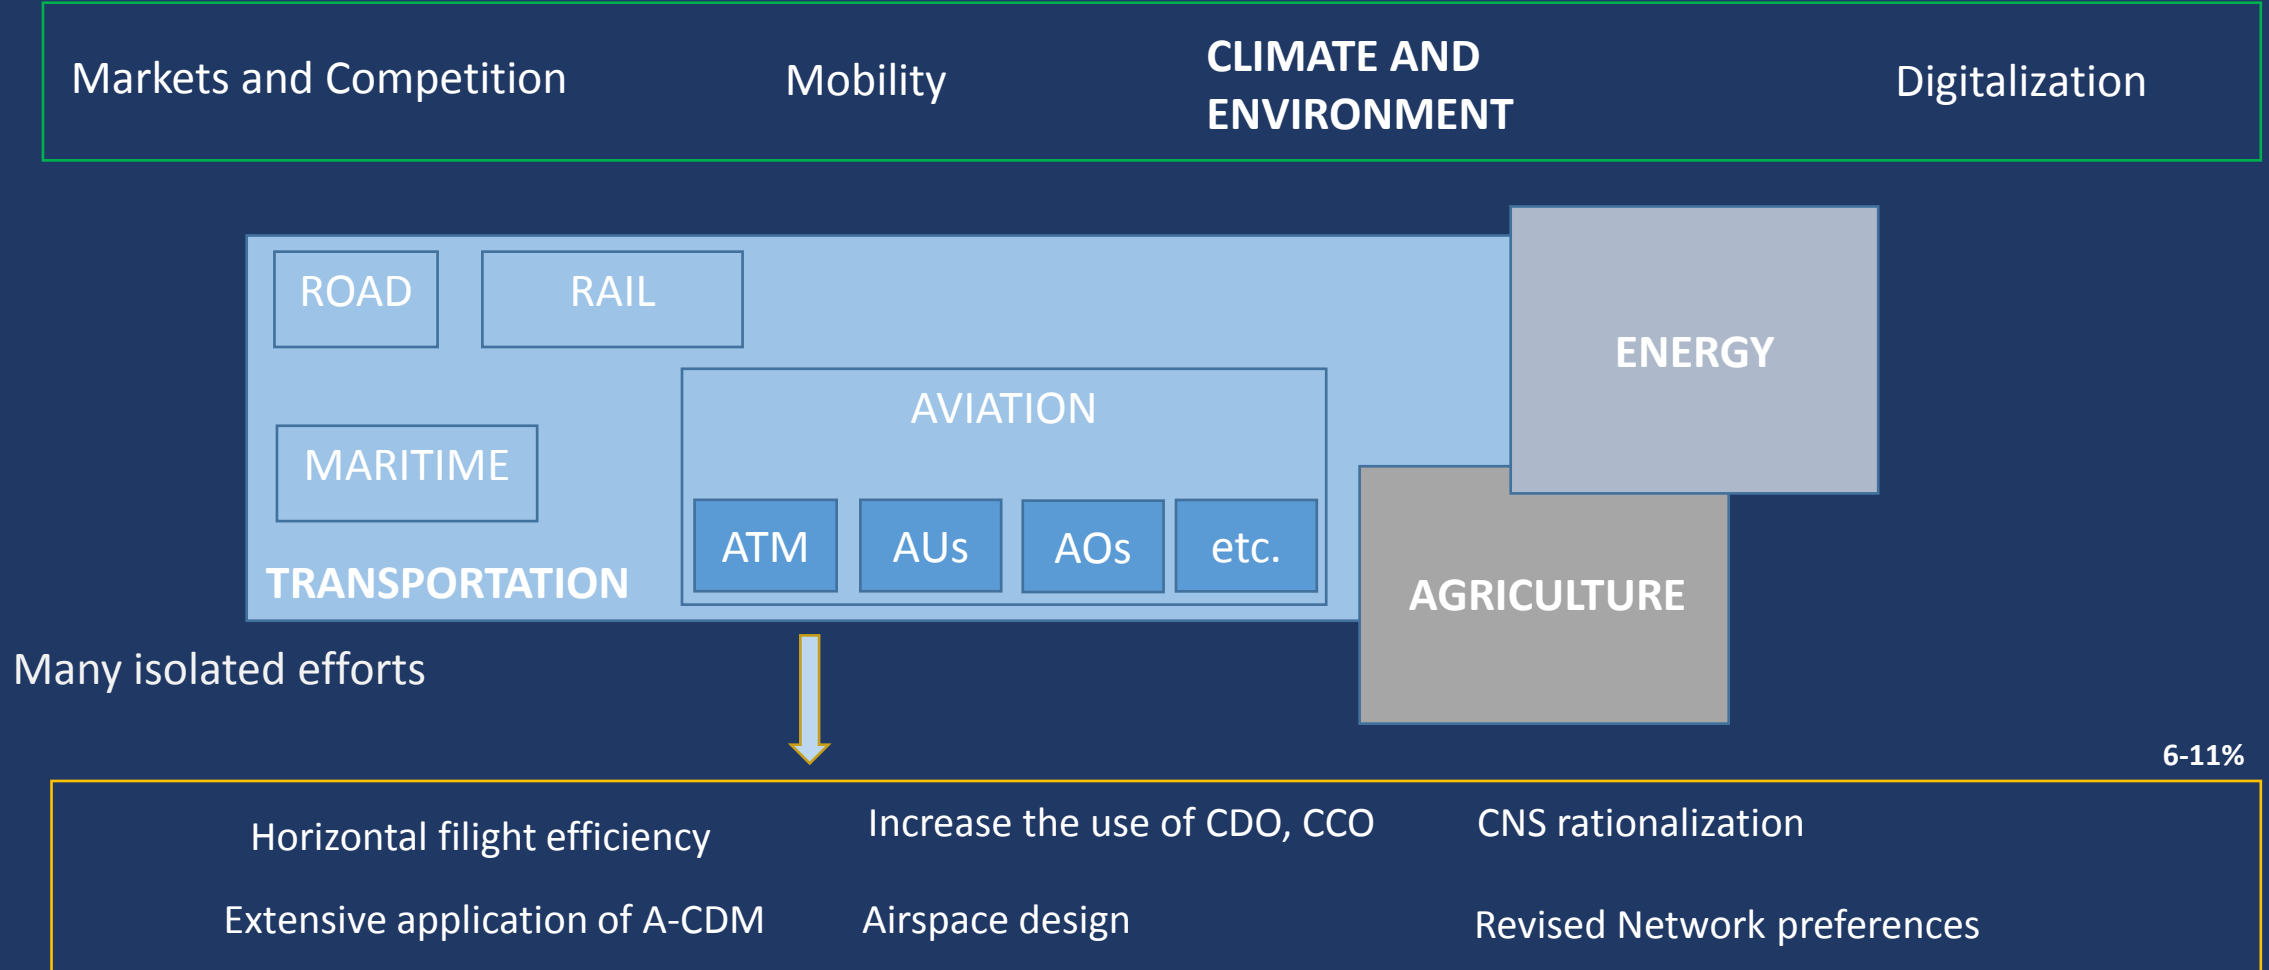 Markets and Competition
Mobility
CLIMATE AND
ENVIRONMENT
Digitalization
ROAD
RAIL
ENERGY
AVIATION
MARITIME
ATM
AUs
AOs
etc.
TRANSPORTATION
AGRICULTURE
Many isolated efforts
6-11%
Horizontal filight efficiency
Increase the use of CDO, CCO
CNS rationalization
Extensive application of A-CDM
Airspace design
Revised Network preferences